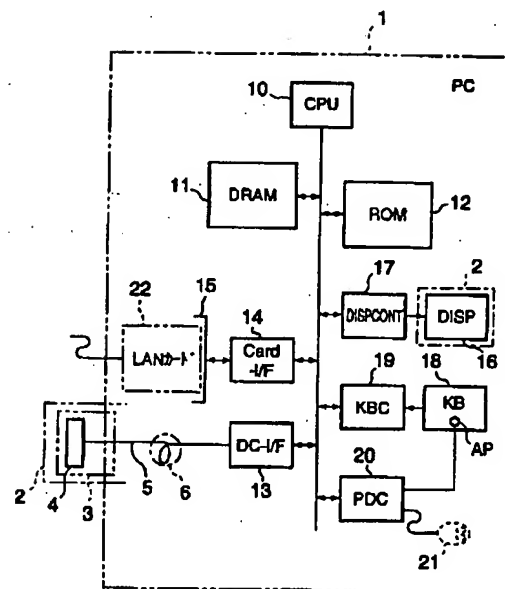 1
PC
10
CPU
11
DRAM
ROM
12
17
2
22
15
14
DISPCONT
DISP
LANカード
Card
-I/F
16
19
18
KBC
KB
AP
DC-I/F
20
2
4
3
5
6
13
PDC
21